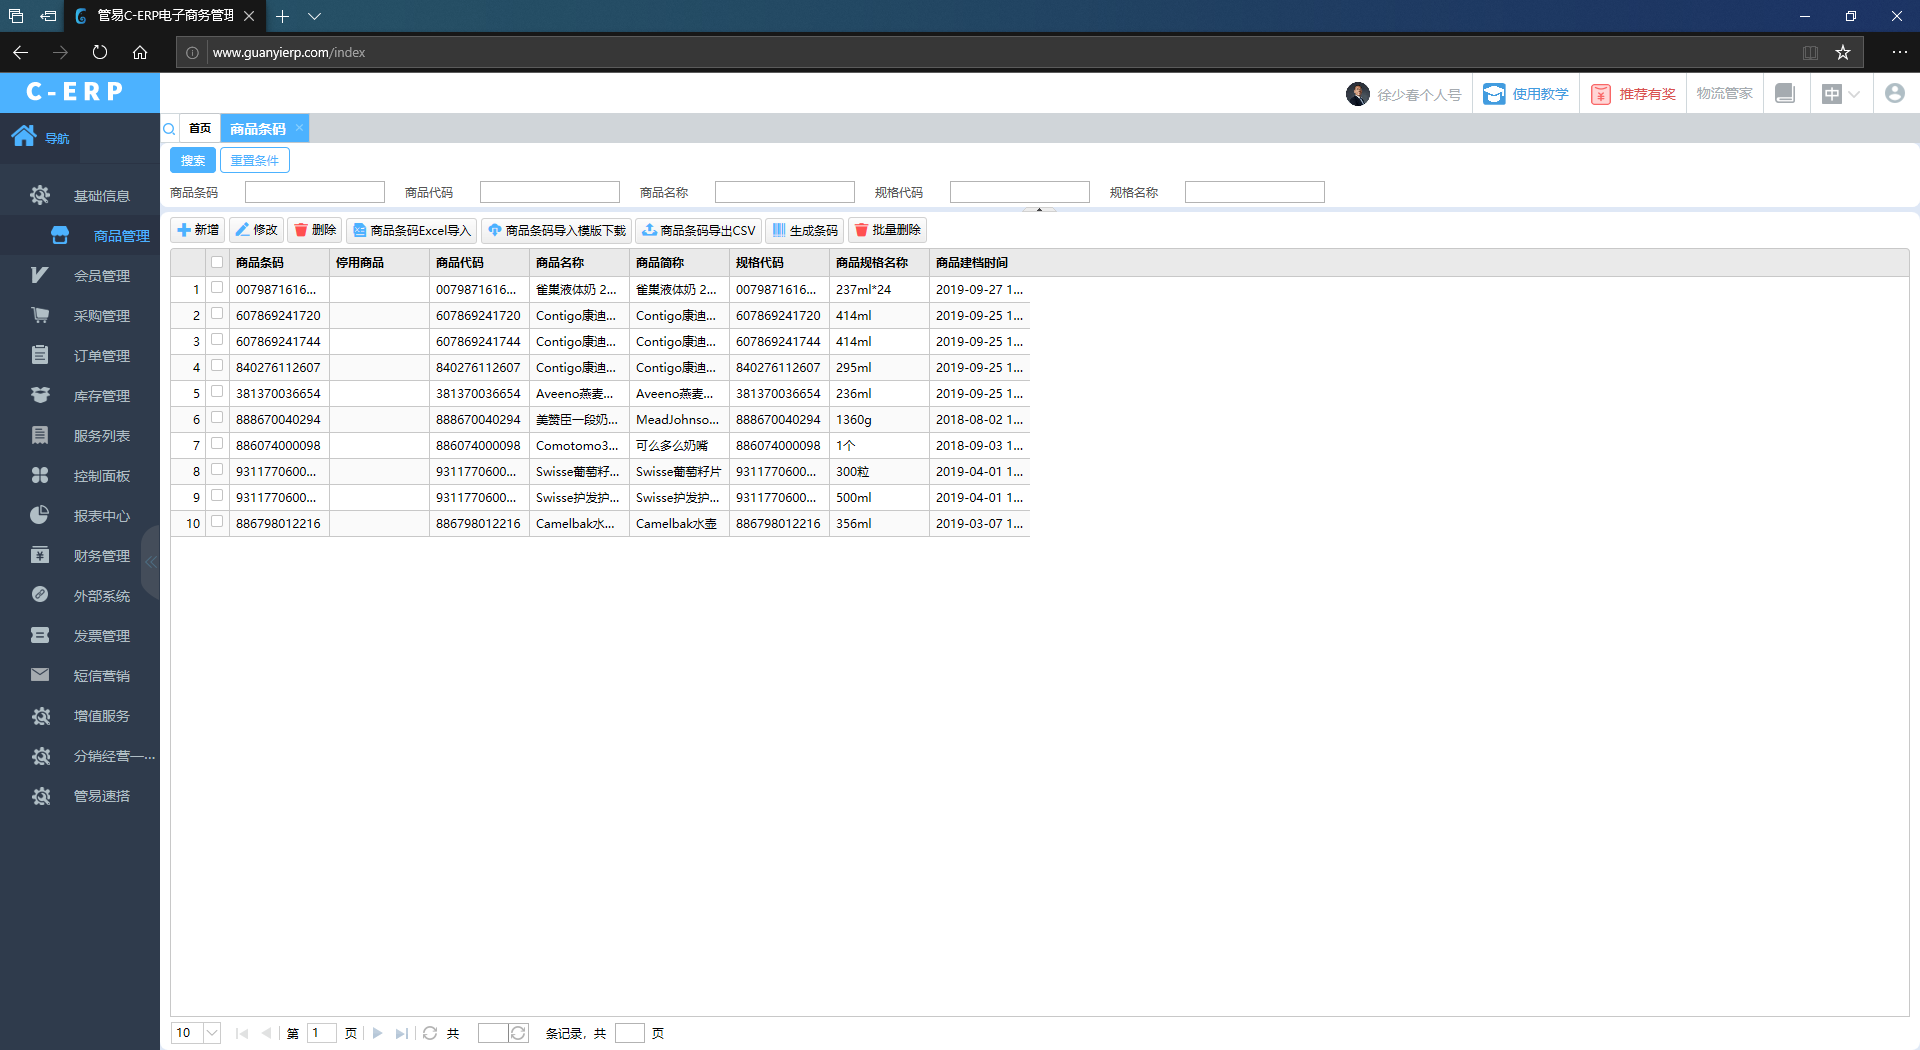 管易C-ERP电子商务管理
www.guanyierp.com/index
C-ERP
徐少春个人号 使用教学 推荐有奖 物流管家 中
导航
首页 商品条码
搜索 重置条件
商品条码 商品代码 商品名称 规格代码 规格名称
新增 修改 删除 商品条码Excel导入 商品条码导入模版下载 商品条码导出CSV 生成条码 批量删除
基础信息
商品管理
会员管理
采购管理
订单管理
库存管理
服务列表
控制面板
报表中心
财务管理
外部系统
发票管理
短信营销
增值服务
分销经营一...
管易速搭
商品条码 停用商品 商品代码 商品名称 商品简称 规格代码 商品规格名称 商品建档时间
1 0079871616... 0079871616... 雀巢液体奶 2... 雀巢液体奶 2... 0079871616... 237ml*24 2019-09-27 1...
2 607869241720 607869241720 Contigo康迪... Contigo康迪... 607869241720 414ml 2019-09-25 1...
3 607869241744 607869241744 Contigo康迪... Contigo康迪... 607869241744 414ml 2019-09-25 1...
4 840276112607 840276112607 Contigo康迪... Contigo康迪... 840276112607 295ml 2019-09-25 1...
5 381370036654 381370036654 Aveeno燕麦... Aveeno燕麦... 381370036654 236ml 2019-09-25 1...
6 888670040294 888670040294 美赞臣一段奶... MeadJohnso... 888670040294 1360g 2018-08-02 1...
7 886074000098 886074000098 Comotomo3... 可么多么奶嘴 886074000098 1个 2018-09-03 1...
8 9311770600... 9311770600... Swisse葡萄籽... Swisse葡萄籽片 9311770600... 300粒 2019-04-01 1...
9 9311770600... 9311770600... Swisse护发护... Swisse护发护... 9311770600... 500ml 2019-04-01 1...
10 886798012216 886798012216 Camelbak水... Camelbak水壶 886798012216 356ml 2019-03-07 1...
10 第 1 页 共 条记录, 共 页